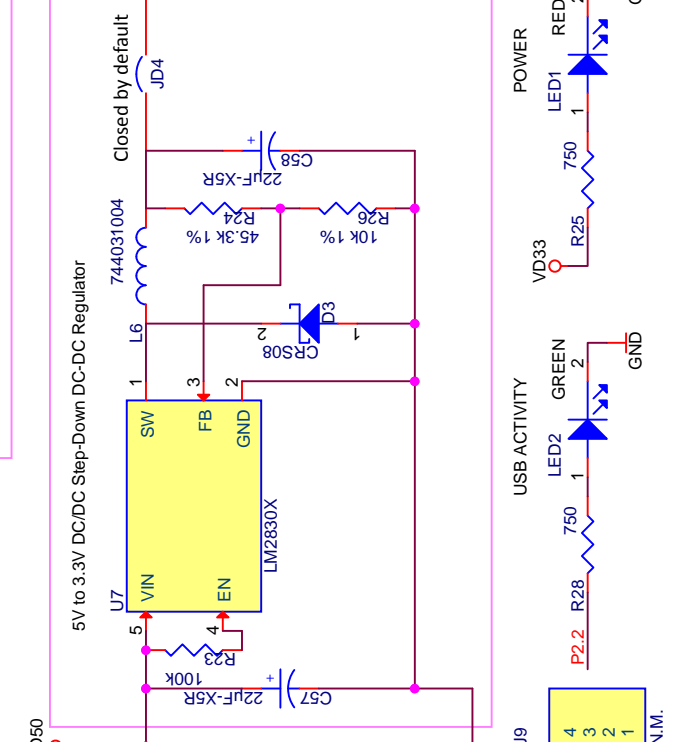 5V to 3.3V DC/DC Step-Down DC-DC Regulator
Closed by default
JD4
C58
22µF-X5R
+
744031004
L6
R24
45.3k 1%
R26
10k 1%
D3
CRS08
2
1
1
3
2
SW
FB
GND
VIN
EN
U7
LM2830X
5
4
R23
100k
C57
22µF-X5R
+
POWER
RED
LED1
1
750
R25
VD33
USB ACTIVITY
GREEN
LED2
2
1
GND
750
R28
P2.2
4
3
2
1
N.M.